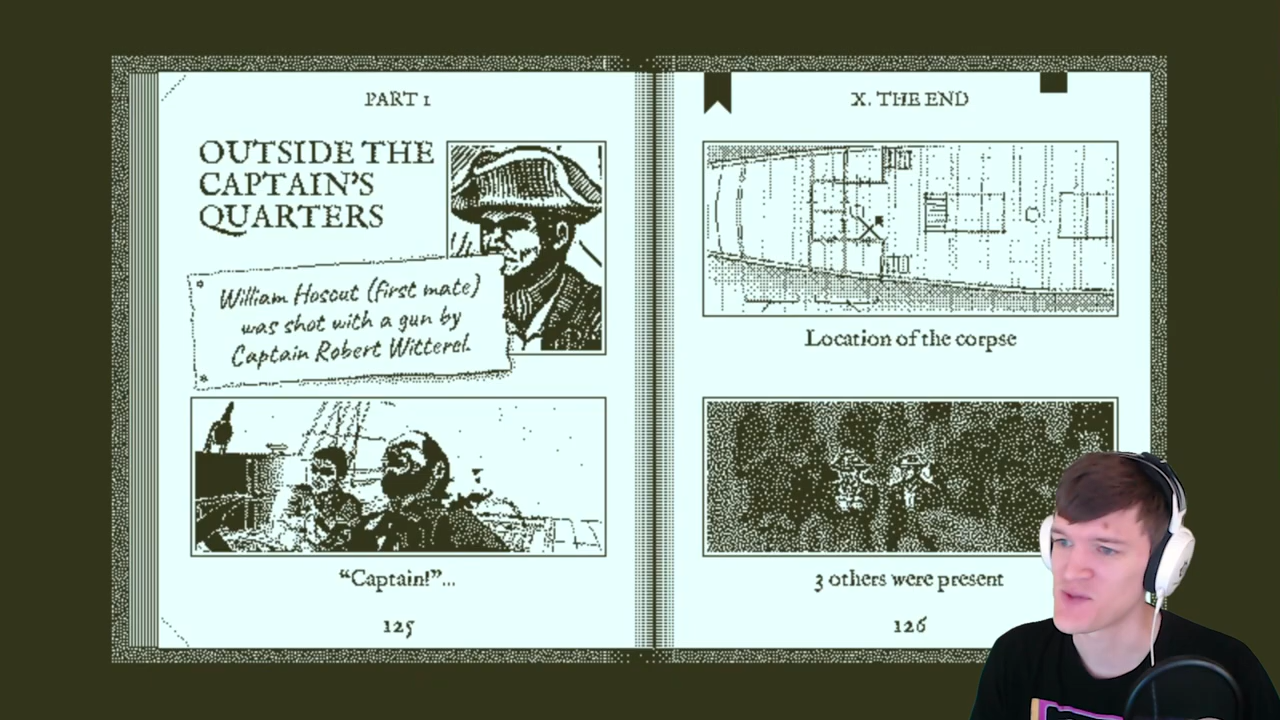 PART 1
OUTSIDE THE
CAPTAIN'S
QUARTERS
William Hoscut (first mate)
was shot with a gun by
Captain Robert Witterel.
"Captain!"...
125
X. THE END
Location of the corpse
3 others were present
126